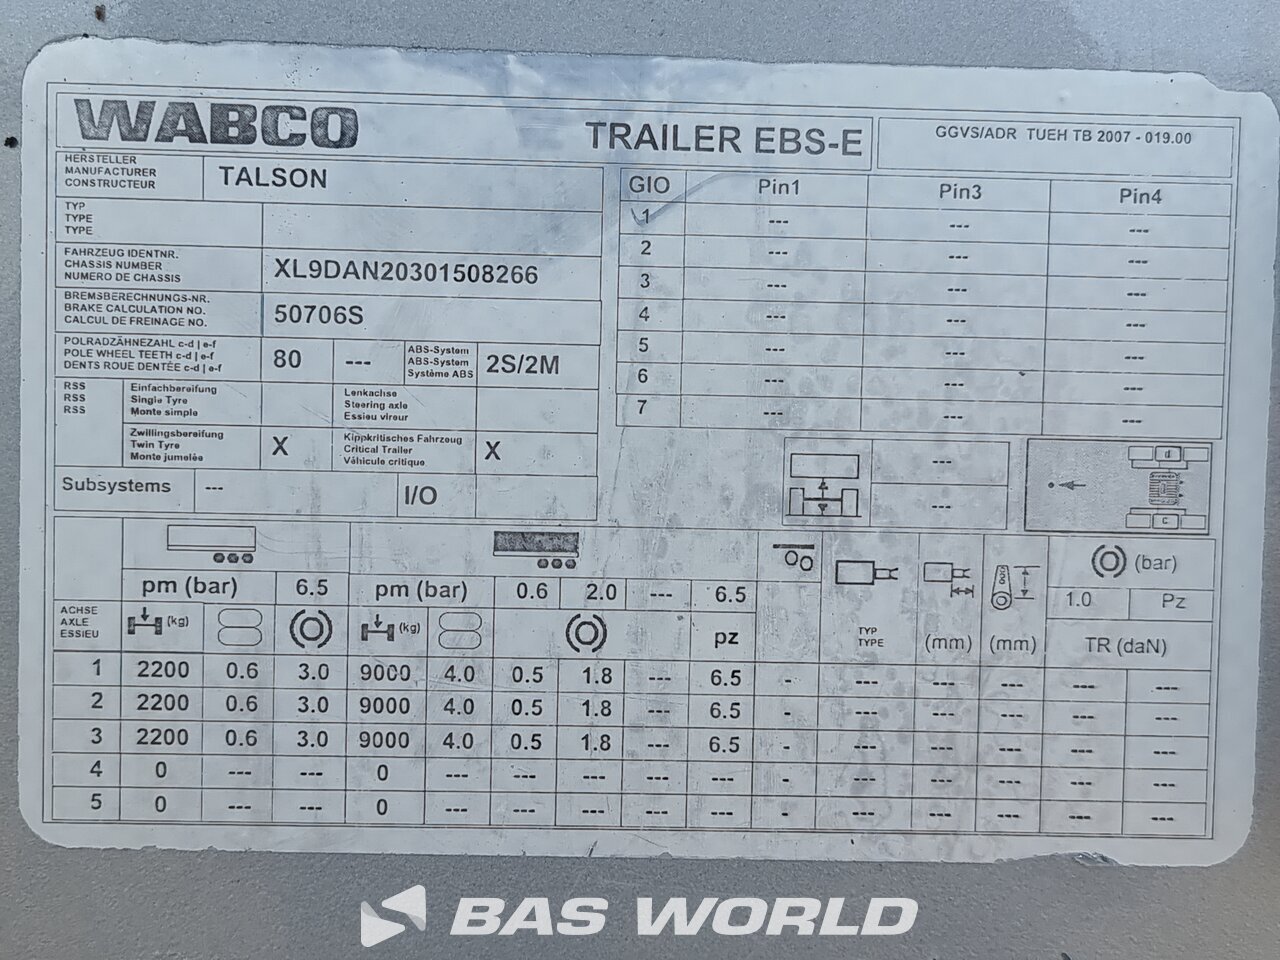 WABCO
TRAILER EBS-E
GGVS/ADR TUEH TB 2007 - 019.00
HERSTELLER
MANUFACTURER
CONSTRUCTEUR
TALSON
TYP
TYPE
TYPE
FAHRZEUG IDENTNR.
CHASSIS NUMBER
NUMERO DE CHASSIS
XL9DAN20301508266
BREMSBERECHNUNGS-NR.
BRAKE CALCULATION NO.
CALCUL DE FREINAGE NO.
50706S
POLRADZÄHNEZAHL c-d | e-f
POLE WHEEL TEETH c-d | e-f
DENTS ROUE DENTÉE c-d | e-f
80 ---
ABS-System
ABS-System
Système ABS
2S/2M
RSS
RSS
RSS
Einfachbereifung
Single Tyre
Monte simple
Lenkachse
Steering axle
Essieu vireur
Zwillingsbereifung
Twin Tyre
Monte jumelée
X
Kippkritisches Fahrzeug
Critical Trailer
Véhicule critique
X
Subsystems --- I/O
GIO Pin1 Pin3 Pin4
1 --- --- ---
2 --- --- ---
3 --- --- ---
4 --- --- ---
5 --- --- ---
6 --- --- ---
7 --- --- ---
---
---
d
c
pm (bar) 6.5 pm (bar) 0.6 2.0 --- 6.5
(bar)
1.0 Pz
ACHSE
AXLE
ESSIEU
(kg) (kg) pz
TYP
TYPE
(mm) (mm) TR (daN)
1 2200 0.6 3.0 9000 4.0 0.5 1.8 --- 6.5 - --- --- --- --- ---
2 2200 0.6 3.0 9000 4.0 0.5 1.8 --- 6.5 - --- --- --- --- ---
3 2200 0.6 3.0 9000 4.0 0.5 1.8 --- 6.5 - --- --- --- --- ---
4 0 --- --- 0 --- --- --- --- --- - --- --- --- --- ---
5 0 --- --- 0 --- --- --- --- --- - --- --- --- --- ---
BAS WORLD